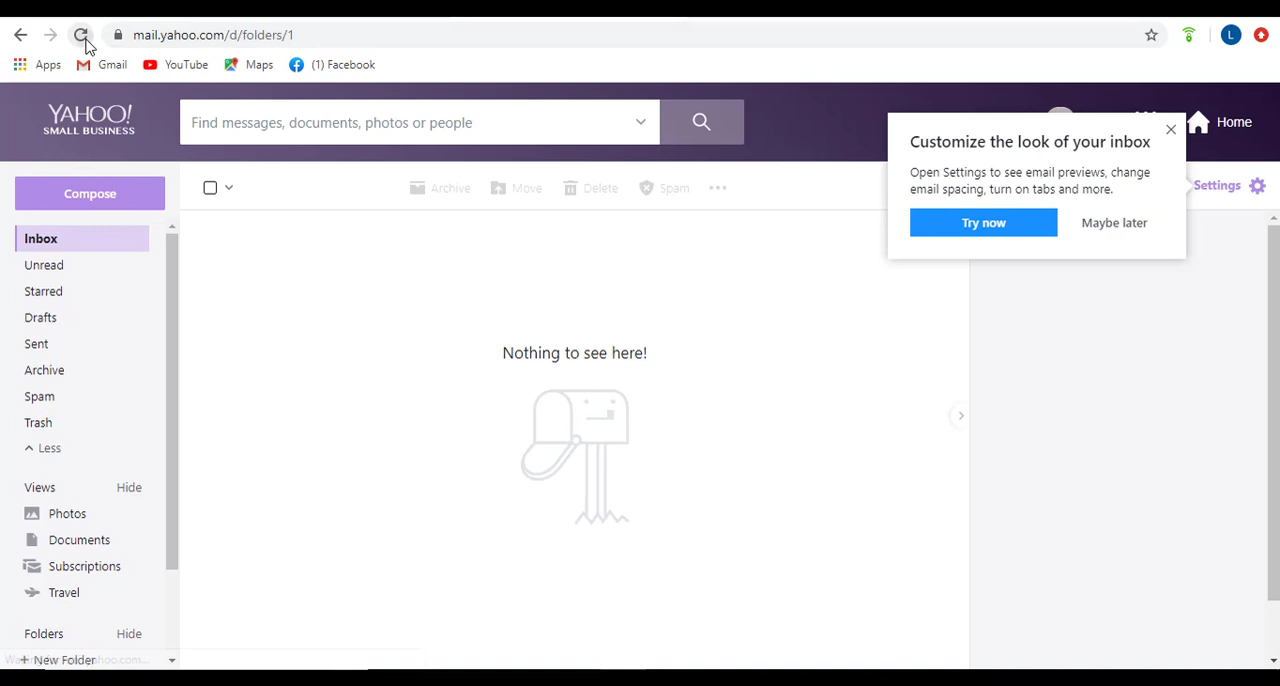 mail.yahoo.com/d/folders/1
L
Apps Gmail YouTube Maps (1) Facebook
YAHOO!
SMALL BUSINESS
Find messages, documents, photos or people
Home
Customize the look of your inbox
Open Settings to see email previews, change
email spacing, turn on tabs and more.
Try now Maybe later
Settings
Compose
Archive Move Delete Spam
Inbox
Unread
Starred
Drafts
Sent
Archive
Spam
Trash
Less
Nothing to see here!
Views Hide
Photos
Documents
Subscriptions
Travel
Folders Hide
+ New Folder